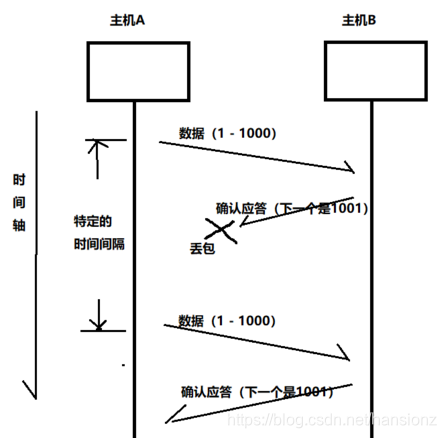 主机A
主机B
数据（1 - 1000）
时
间
轴
确认应答（下一个是1001）
特定的
时间间隔
丢包
数据（1 - 1000）
确认应答（下一个是1001）
https://blog.csdn.net/hansionz